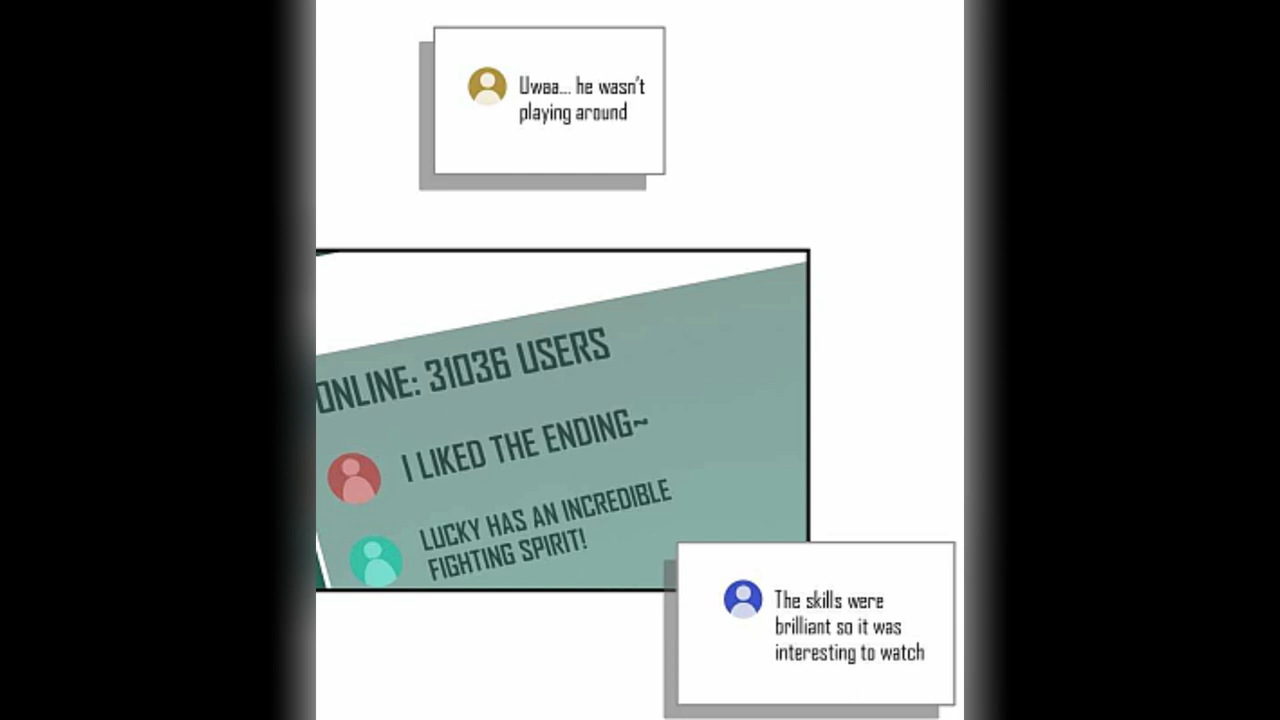 Uwaa... he wasn't
playing around
ONLINE: 31036 USERS
I LIKED THE ENDING~
LUCKY HAS AN INCREDIBLE
FIGHTING SPIRIT!
The skills were
brilliant so it was
interesting to watch